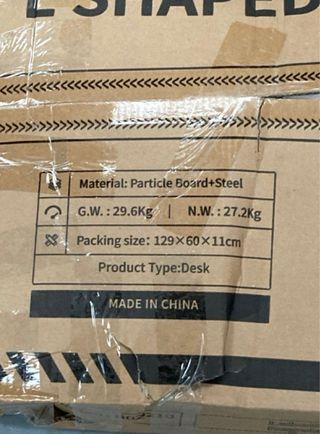 L SHAPED
Material: Particle Board+Steel
G.W. : 29.6Kg | N.W. : 27.2Kg
Packing size: 129×60×11cm
Product Type:Desk
MADE IN CHINA